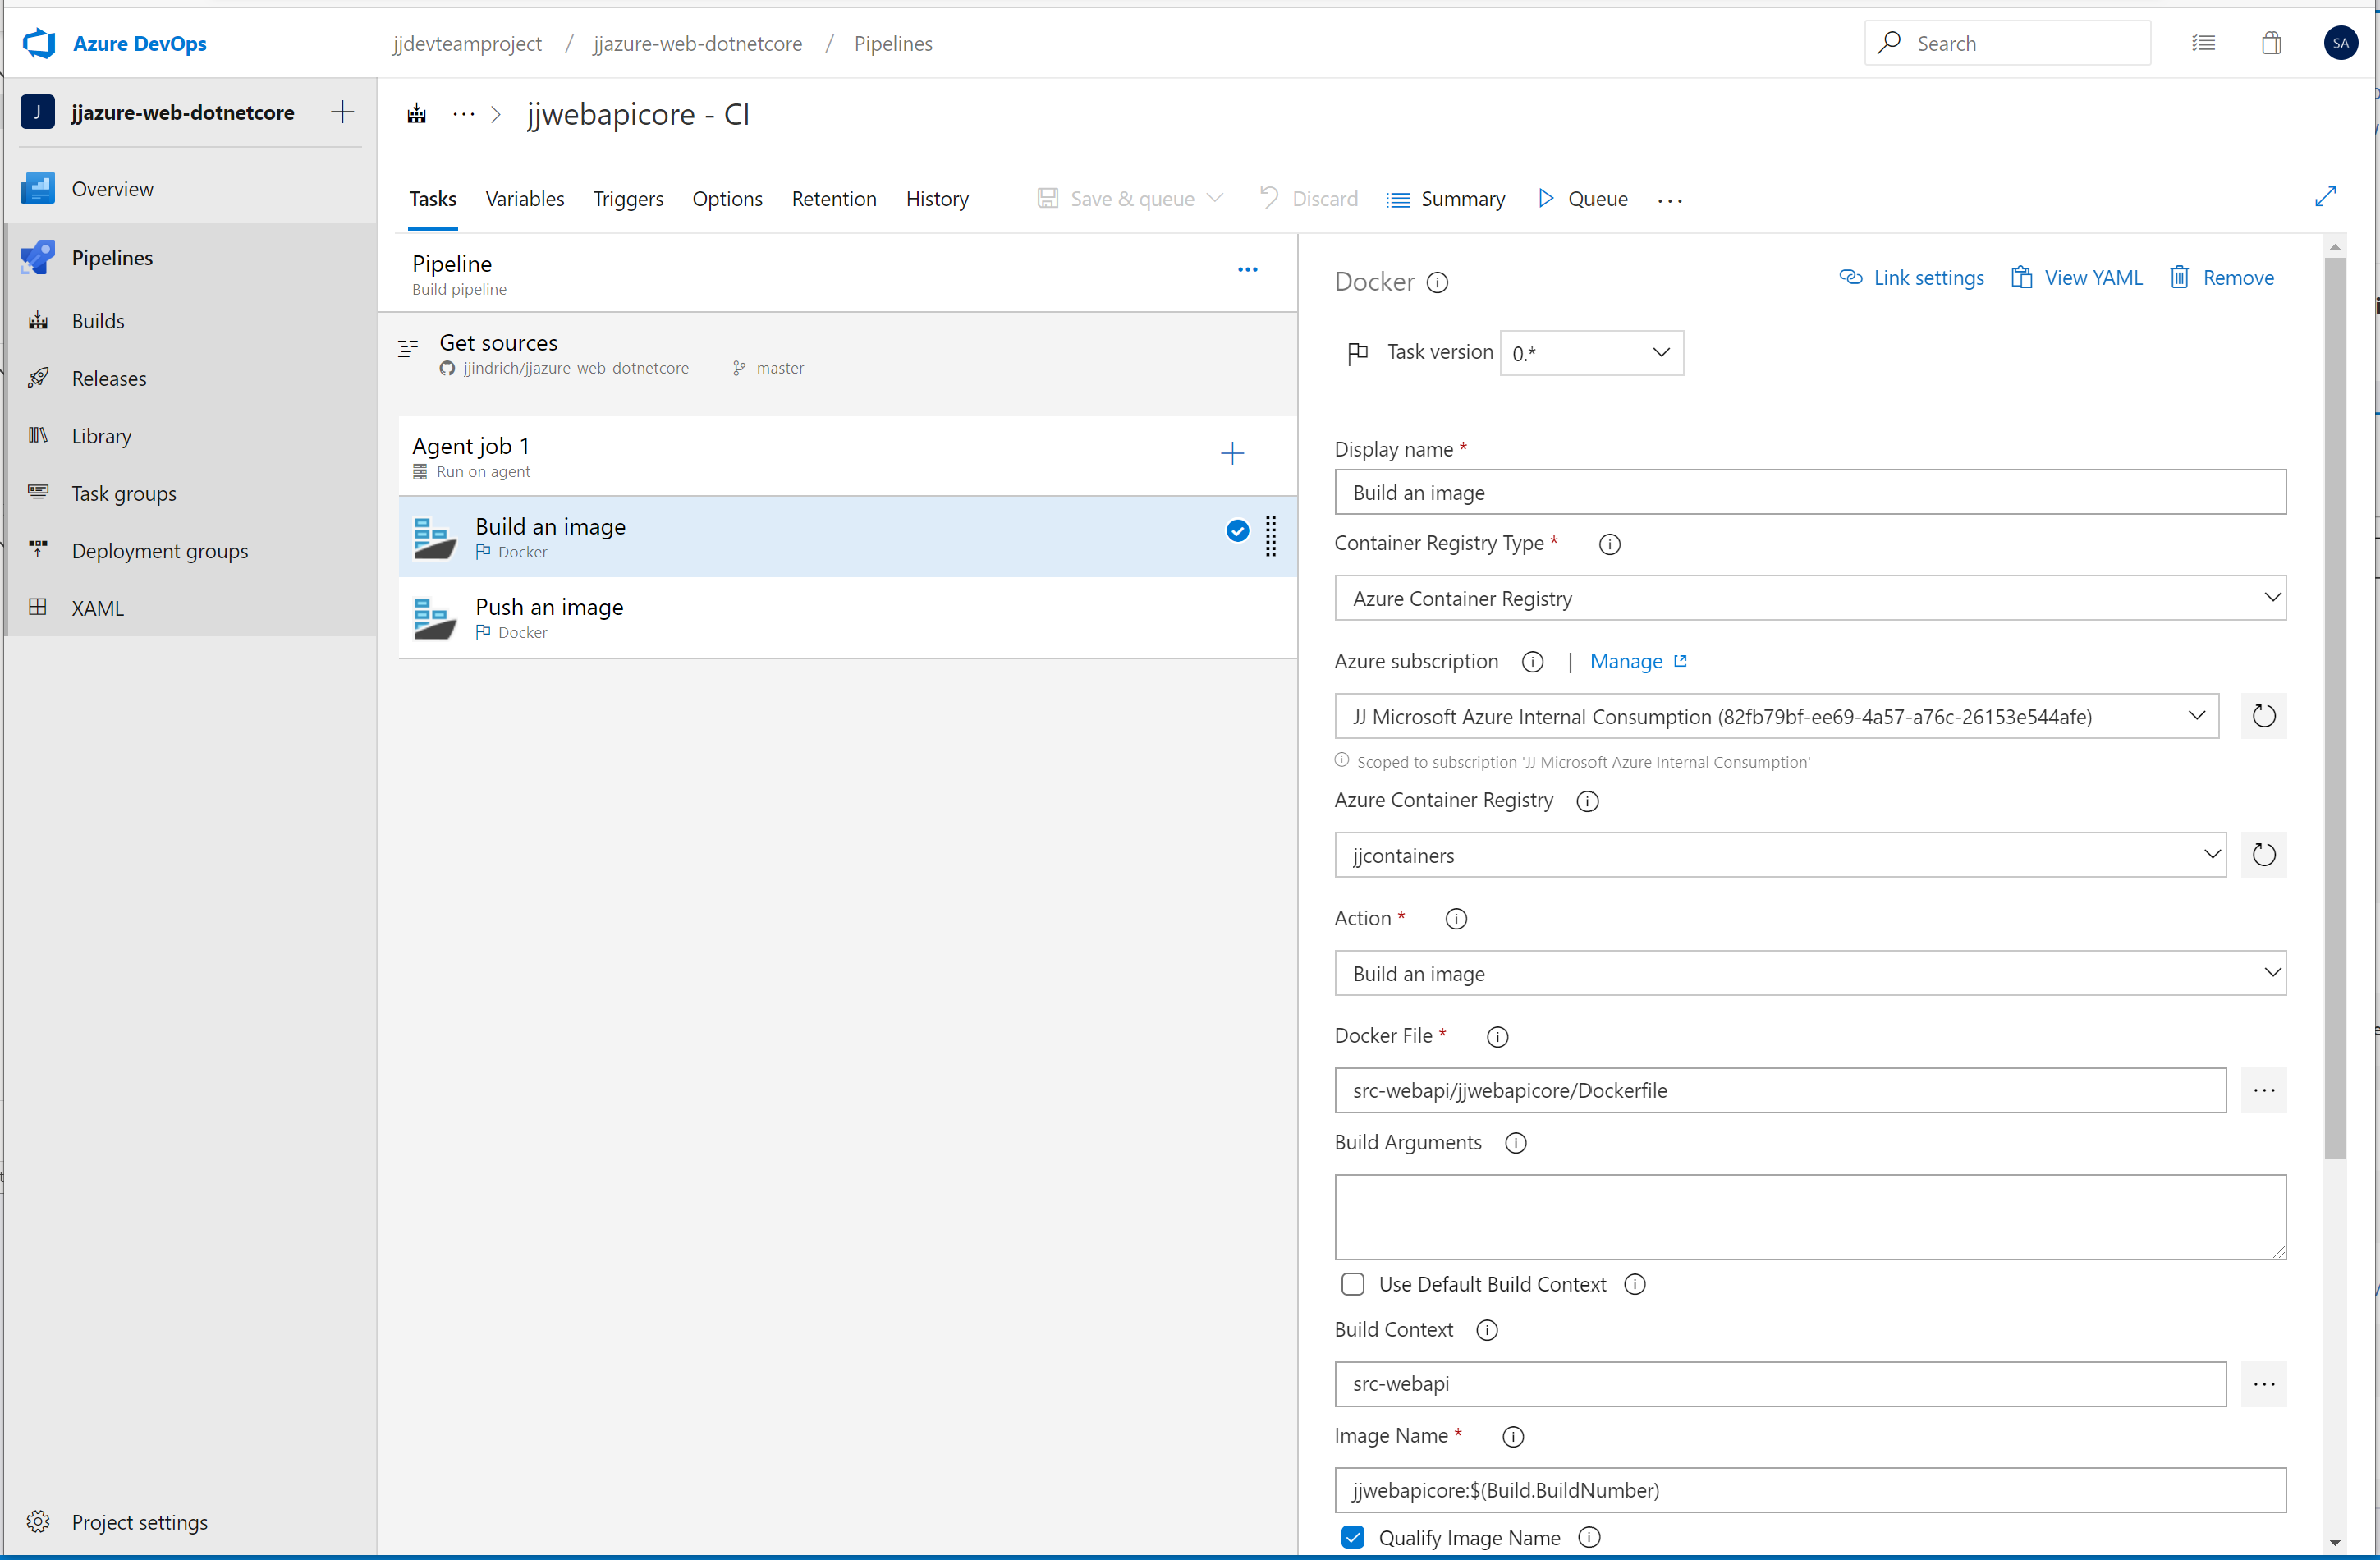 Azure DevOps
jjdevteamproject / jjazure-web-dotnetcore / Pipelines
Search
SA
J
jjazure-web-dotnetcore
Overview
Pipelines
Builds
Releases
Library
Task groups
Deployment groups
XAML
Project settings
... > jjwebapicore - CI
Tasks
Variables
Triggers
Options
Retention
History
Save & queue
Discard
Summary
Queue
...
Pipeline
Build pipeline
...
Get sources
jjindrich/jjazure-web-dotnetcore
master
Agent job 1
Run on agent
Build an image
Docker
Push an image
Docker
Docker
Link settings
View YAML
Remove
Task version
0.*
Display name *
Build an image
Container Registry Type *
Azure Container Registry
Azure subscription | Manage
JJ Microsoft Azure Internal Consumption (82fb79bf-ee69-4a57-a76c-26153e544afe)
Scoped to subscription 'JJ Microsoft Azure Internal Consumption'
Azure Container Registry
jjcontainers
Action *
Build an image
Docker File *
src-webapi/jjwebapicore/Dockerfile
...
Build Arguments
Use Default Build Context
Build Context
src-webapi
...
Image Name *
jjwebapicore:$(Build.BuildNumber)
Qualify Image Name